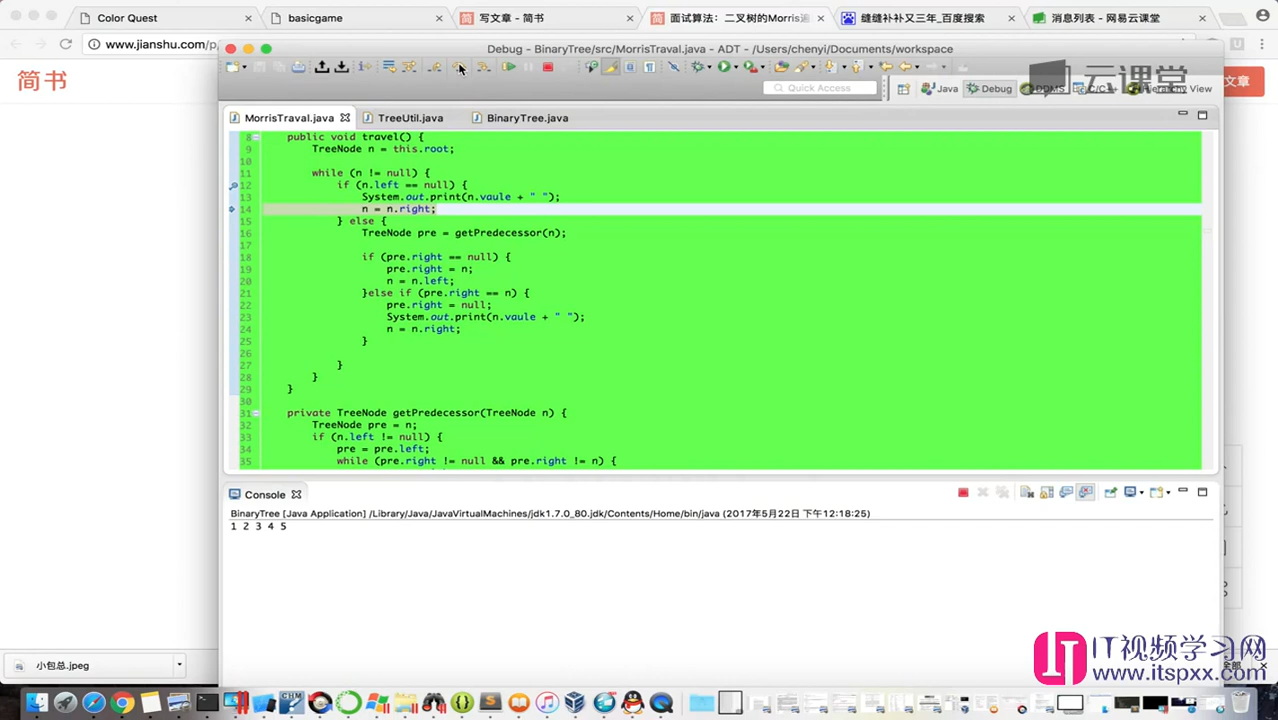 Color Quest
basicgame
写文章 - 简书
面试算法：二叉树的Morris遍
缝缝补补又三年_百度搜索
消息列表 - 网易云课堂
www.jianshu.com/p/
Debug - BinaryTree/src/MorrisTraval.java - ADT - /Users/chenyi/Documents/workspace
简书
云课堂
文章
Quick Access
Java
Debug
DDMS
C/C++
Hierarchy View
MorrisTraval.java
TreeUtil.java
BinaryTree.java
8 public void travel() {
9 TreeNode n = this.root;
10
11 while (n != null) {
12 if (n.left == null) {
13 System.out.print(n.vaule + " ");
14 n = n.right;
15 } else {
16 TreeNode pre = getPredecessor(n);
17
18 if (pre.right == null) {
19 pre.right = n;
20 n = n.left;
21 }else if (pre.right == n) {
22 pre.right = null;
23 System.out.print(n.vaule + " ");
24 n = n.right;
25 }
26
27 }
28 }
29 }
30
31 private TreeNode getPredecessor(TreeNode n) {
32 TreeNode pre = n;
33 if (n.left != null) {
34 pre = pre.left;
35 while (pre.right != null && pre.right != n) {
Console
BinaryTree [Java Application] /Library/Java/JavaVirtualMachines/jdk1.7.0_80.jdk/Contents/Home/bin/java (2017年5月22日 下午12:18:25)
1 2 3 4 5
小包总.jpeg
IT视频学习网
www.itspxx.com
全部